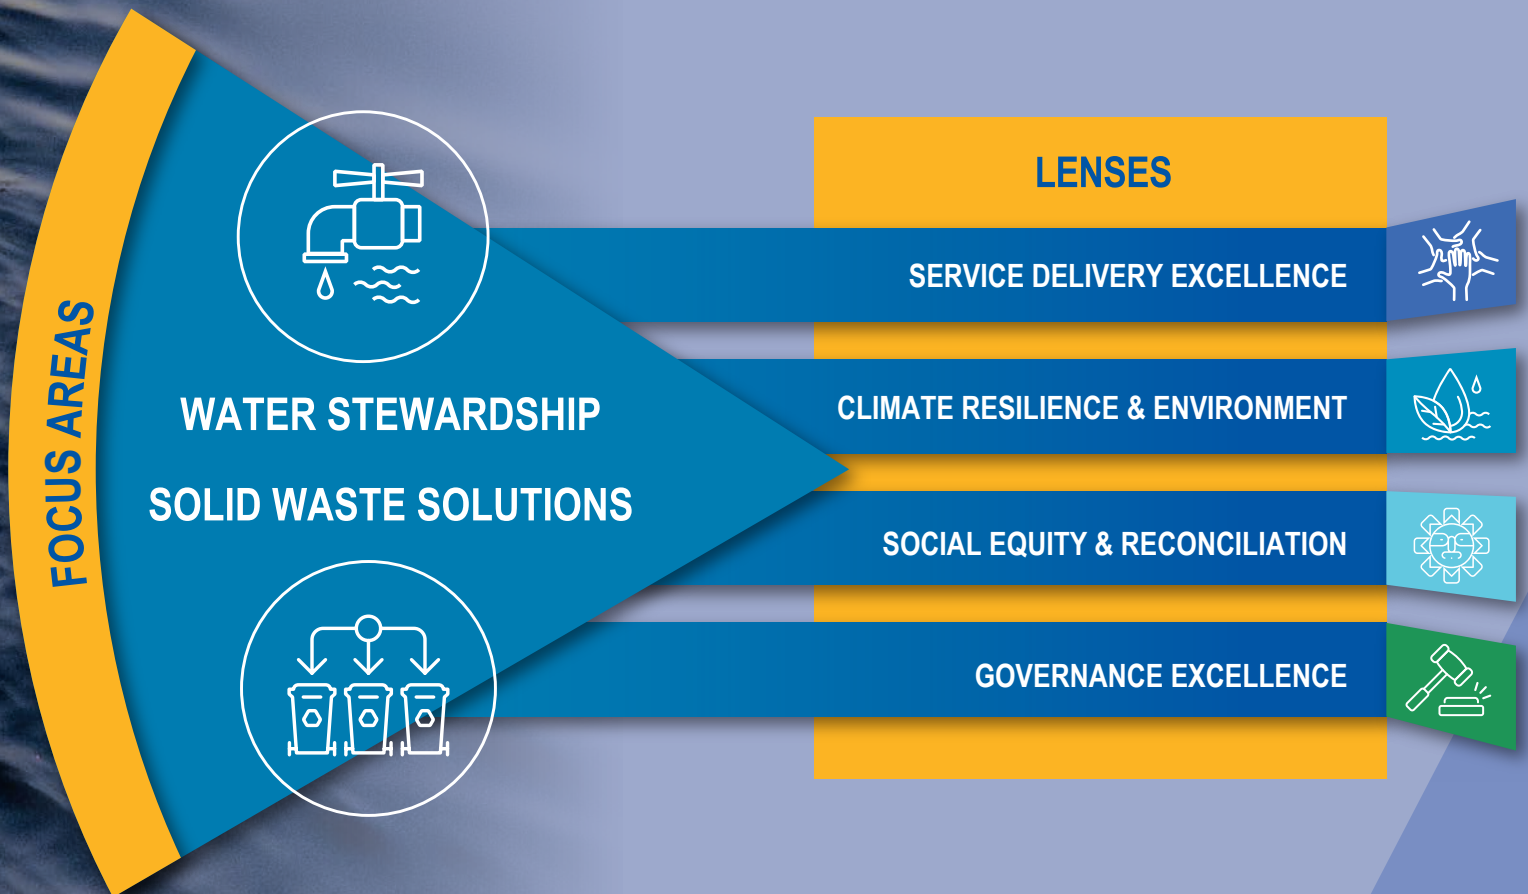 FOCUS AREAS
WATER STEWARDSHIP
SOLID WASTE SOLUTIONS
LENSES
SERVICE DELIVERY EXCELLENCE
CLIMATE RESILIENCE & ENVIRONMENT
SOCIAL EQUITY & RECONCILIATION
GOVERNANCE EXCELLENCE